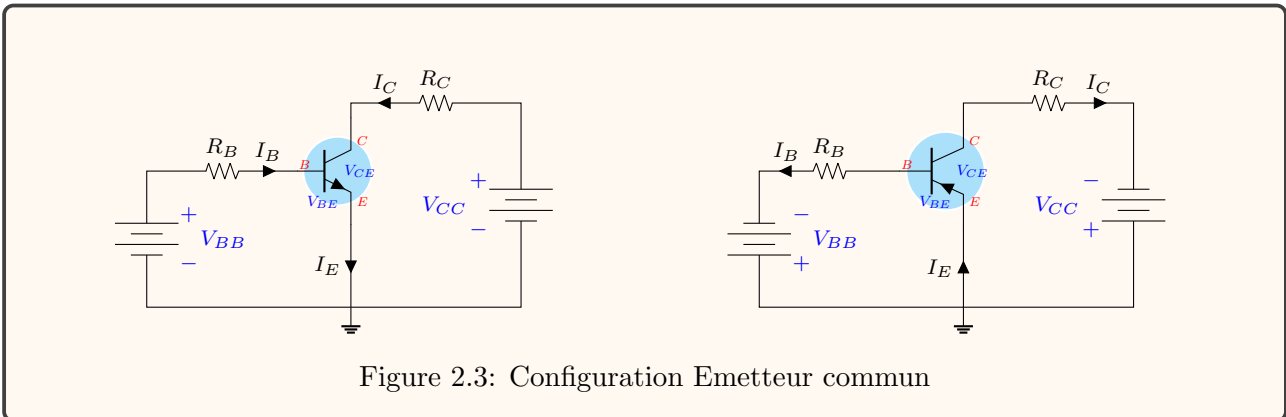 I_C R_C
R_B I_B B C V_CE V_BE E
+ V_BB −
+ V_CC −
I_E
R_C I_C
I_B R_B B C V_CE V_BE E
− V_BB +
− V_CC +
I_E
Figure 2.3: Configuration Emetteur commun